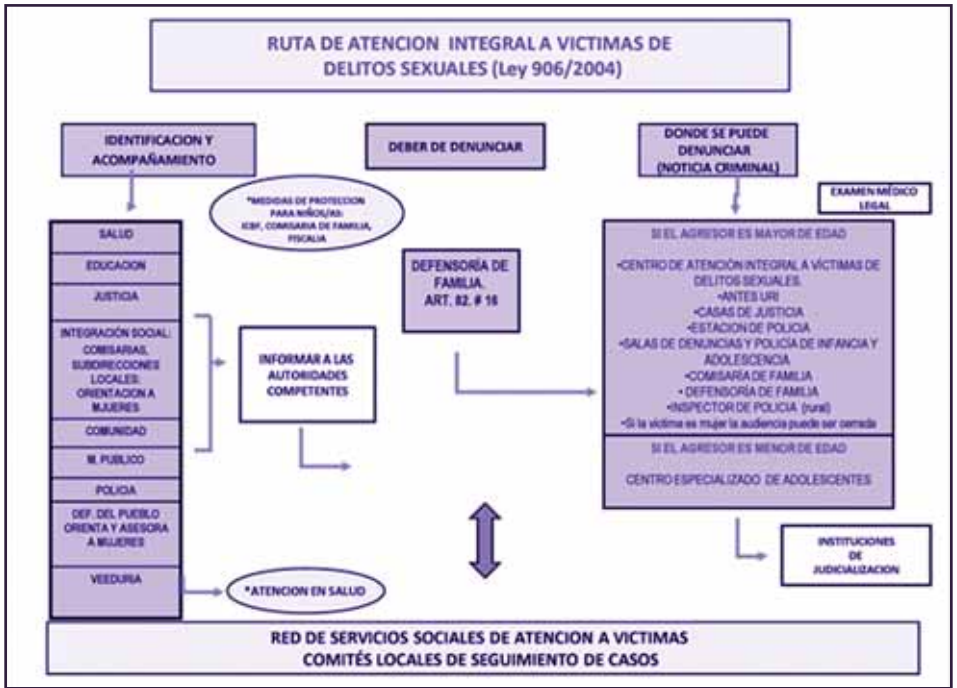 RUTA DE ATENCION INTEGRAL A VICTIMAS DE
DELITOS SEXUALES (Ley 906/2004)
IDENTIFICACION Y
ACOMPAÑAMIENTO
DEBER DE DENUNCIAR
DONDE SE PUEDE
DENUNCIAR
(NOTICIA CRIMINAL)
*MEDIDAS DE PROTECCION
PARA NIÑOS/AS:
ICBF, COMISARIA DE FAMILIA,
FISCALIA
EXAMEN MÉDICO
LEGAL
SALUD
EDUCACION
JUSTICIA
INTEGRACIÓN SOCIAL:
COMISARIAS,
SUBDIRECCIONES
LOCALES:
ORIENTACION A
MUJERES
COMUNIDAD
M. PUBLICO
POLICIA
DEF. DEL PUEBLO
ORIENTA Y ASESORA
A MUJERES
VEEDURIA
INFORMAR A LAS
AUTORIDADES
COMPETENTES
*ATENCION EN SALUD
DEFENSORÍA DE
FAMILIA.
ART. 82. # 16
SI EL AGRESOR ES MAYOR DE EDAD
•CENTRO DE ATENCIÓN INTEGRAL A VÍCTIMAS DE
DELITOS SEXUALES.
•ANTES URI
•CASAS DE JUSTICIA
•ESTACION DE POLICIA
•SALAS DE DENUNCIAS Y POLICÍA DE INFANCIA Y
ADOLESCENCIA
•COMISARÍA DE FAMILIA
• DEFENSORÍA DE FAMILIA
•INSPECTOR DE POLICIA (rural)
•Si la víctima es mujer la audiencia puede ser cerrada
SI EL AGRESOR ES MENOR DE EDAD
CENTRO ESPECIALIZADO DE ADOLESCENTES
INSTITUCIONES
DE
JUDICIALIZACION
RED DE SERVICIOS SOCIALES DE ATENCION A VICTIMAS
COMITÉS LOCALES DE SEGUIMIENTO DE CASOS